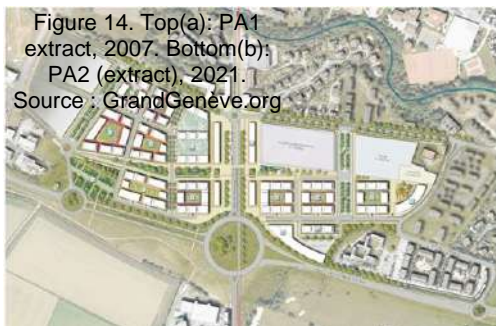 Figure 14. Top(a): PA1
extract, 2007. Bottom(b):
PA2 (extract), 2021.
Source : GrandGenève.org